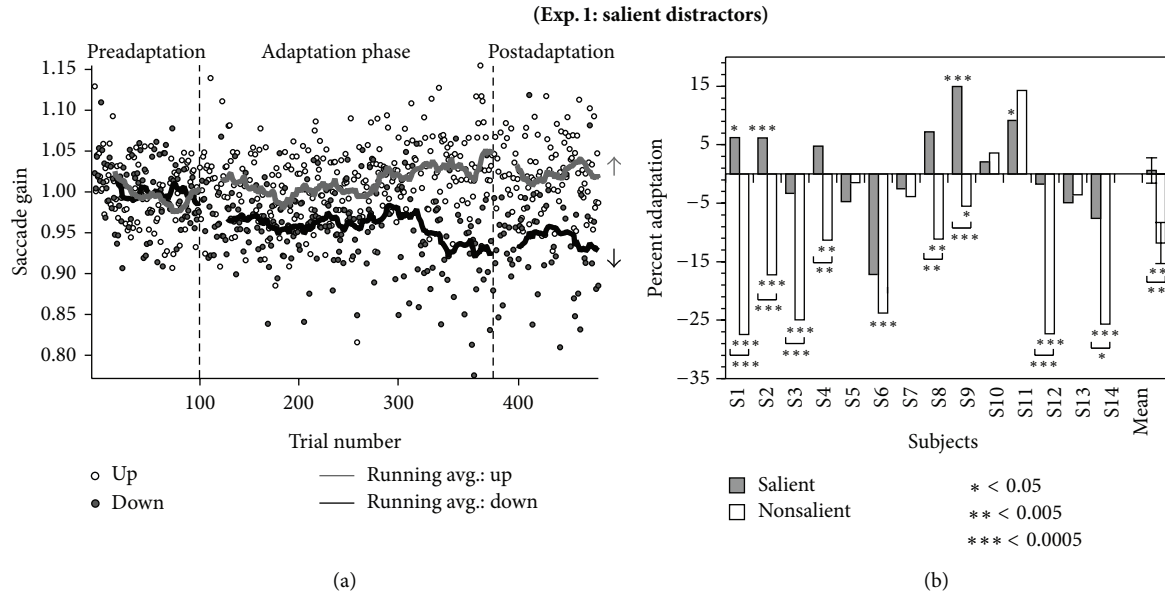 (Exp. 1: salient distractors)
Preadaptation Adaptation phase Postadaptation
Saccade gain
1.15
1.10
1.05
1.00
0.95
0.90
0.85
0.80
100 200 300 400
Trial number
Up
Down
Running avg.: up
Running avg.: down
(a)
Percent adaptation
15
5
−5
−15
−25
−35
* *** *** *
** ** ** ** * ***
*** *** *** *** *** *** *** *** *** *** * ** **
S1 S2 S3 S4 S5 S6 S7 S8 S9 S10 S11 S12 S13 S14 Mean
Subjects
Salient
Nonsalient
* < 0.05
** < 0.005
*** < 0.0005
(b)